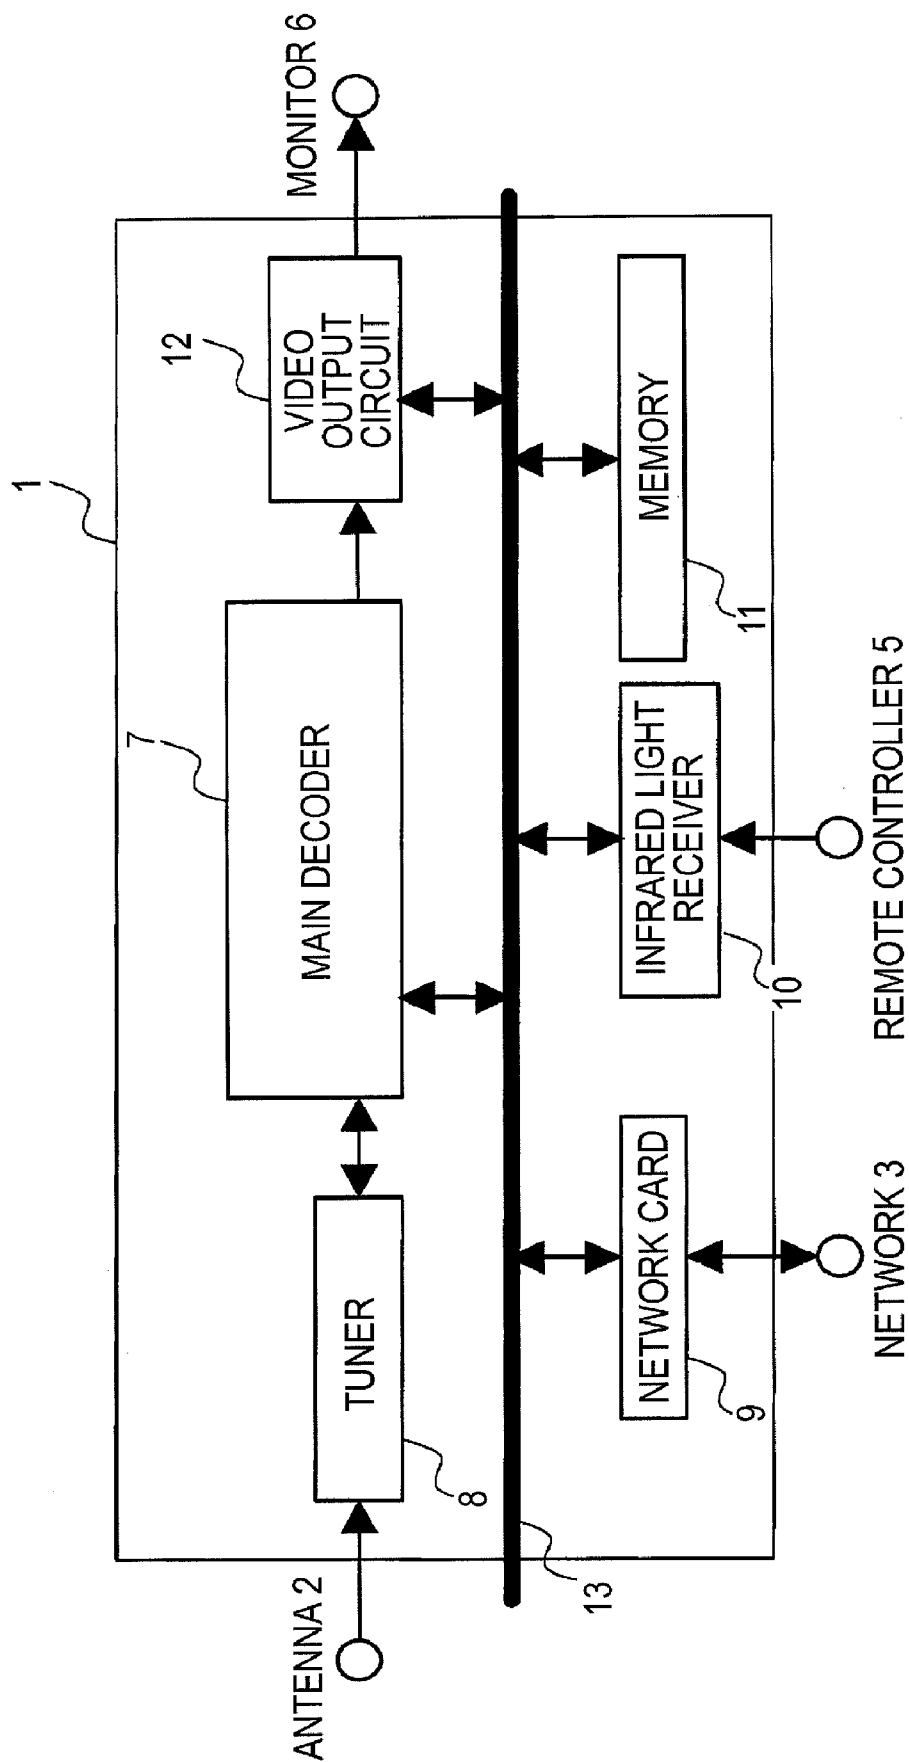 1
ANTENNA 2
TUNER
8
7
MAIN DECODER
12
VIDEO
OUTPUT
CIRCUIT
MONITOR 6
13
NETWORK CARD
9
NETWORK 3
INFRARED LIGHT
RECEIVER
10
REMOTE CONTROLLER 5
MEMORY
11